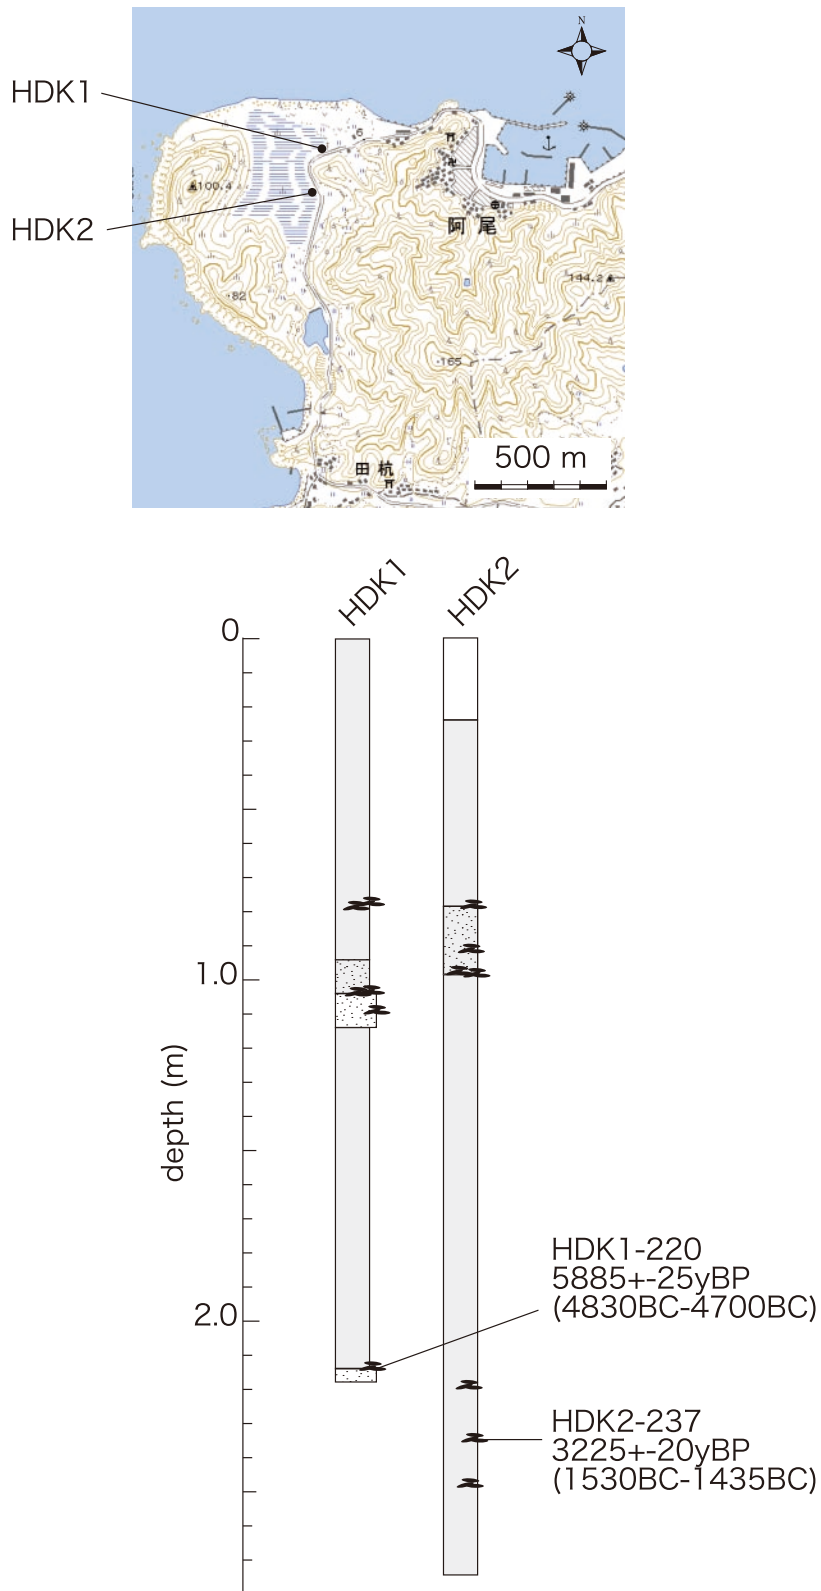 N
HDK1
6
100.4
HDK2
阿尾
144.2
82
165
500 m
田杭
HDK1
HDK2
0
1.0
depth (m)
HDK1-220
5885+-25yBP
(4830BC-4700BC)
2.0
HDK2-237
3225+-20yBP
(1530BC-1435BC)